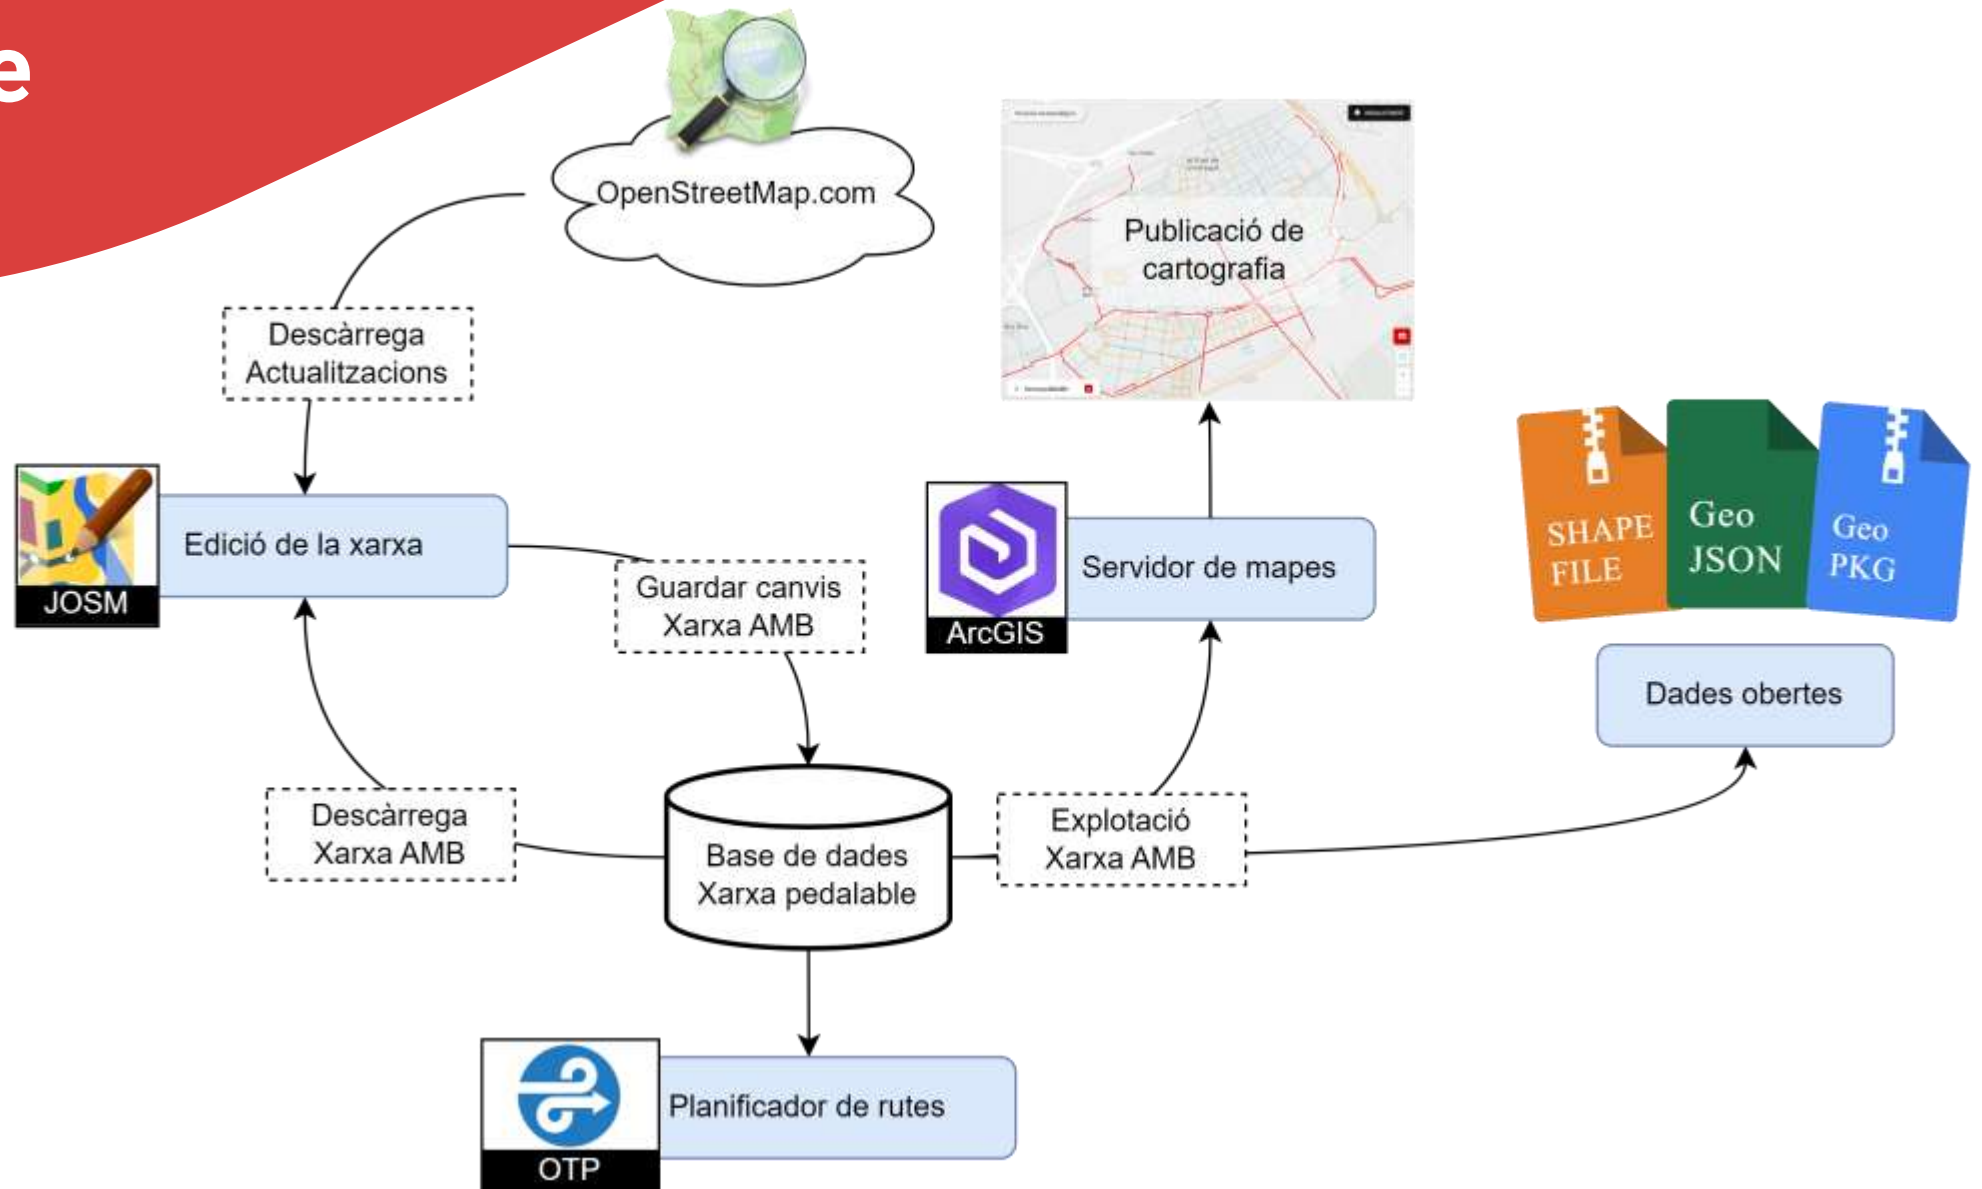 e
OpenStreetMap.com
Publicació de
cartografia
Descàrrega
Actualitzacions
SHAPE
FILE
Geo
JSON
Geo
PKG
Edició de la xarxa
JOSM
Guardar canvis
Xarxa AMB
Servidor de mapes
ArcGIS
Dades obertes
Descàrrega
Xarxa AMB
Base de dades
Xarxa pedalable
Explotació
Xarxa AMB
Planificador de rutes
OTP